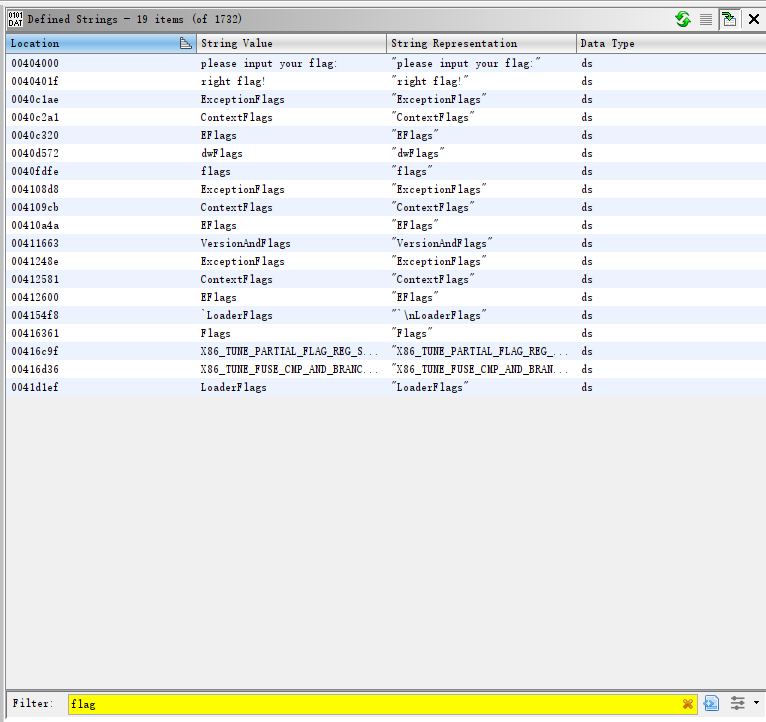 0101 DAT Defined Strings - 19 items (of 1732)
Location String Value String Representation Data Type
00404000 please input your flag: "please input your flag:" ds
0040401f right flag! "right flag!" ds
0040c1ae ExceptionFlags "ExceptionFlags" ds
0040c2a1 ContextFlags "ContextFlags" ds
0040c320 EFlags "EFlags" ds
0040d572 dwFlags "dwFlags" ds
0040fdfe flags "flags" ds
004108d8 ExceptionFlags "ExceptionFlags" ds
004109cb ContextFlags "ContextFlags" ds
00410a4a EFlags "EFlags" ds
00411663 VersionAndFlags "VersionAndFlags" ds
0041248e ExceptionFlags "ExceptionFlags" ds
00412581 ContextFlags "ContextFlags" ds
00412600 EFlags "EFlags" ds
004154f8 `LoaderFlags "`\nLoaderFlags" ds
00416361 Flags "Flags" ds
00416c9f X86_TUNE_PARTIAL_FLAG_REG_S... "X86_TUNE_PARTIAL_FLAG_REG_... ds
00416d36 X86_TUNE_FUSE_CMP_AND_BRANC... "X86_TUNE_FUSE_CMP_AND_BRAN... ds
0041d1ef LoaderFlags "LoaderFlags" ds
Filter: flag